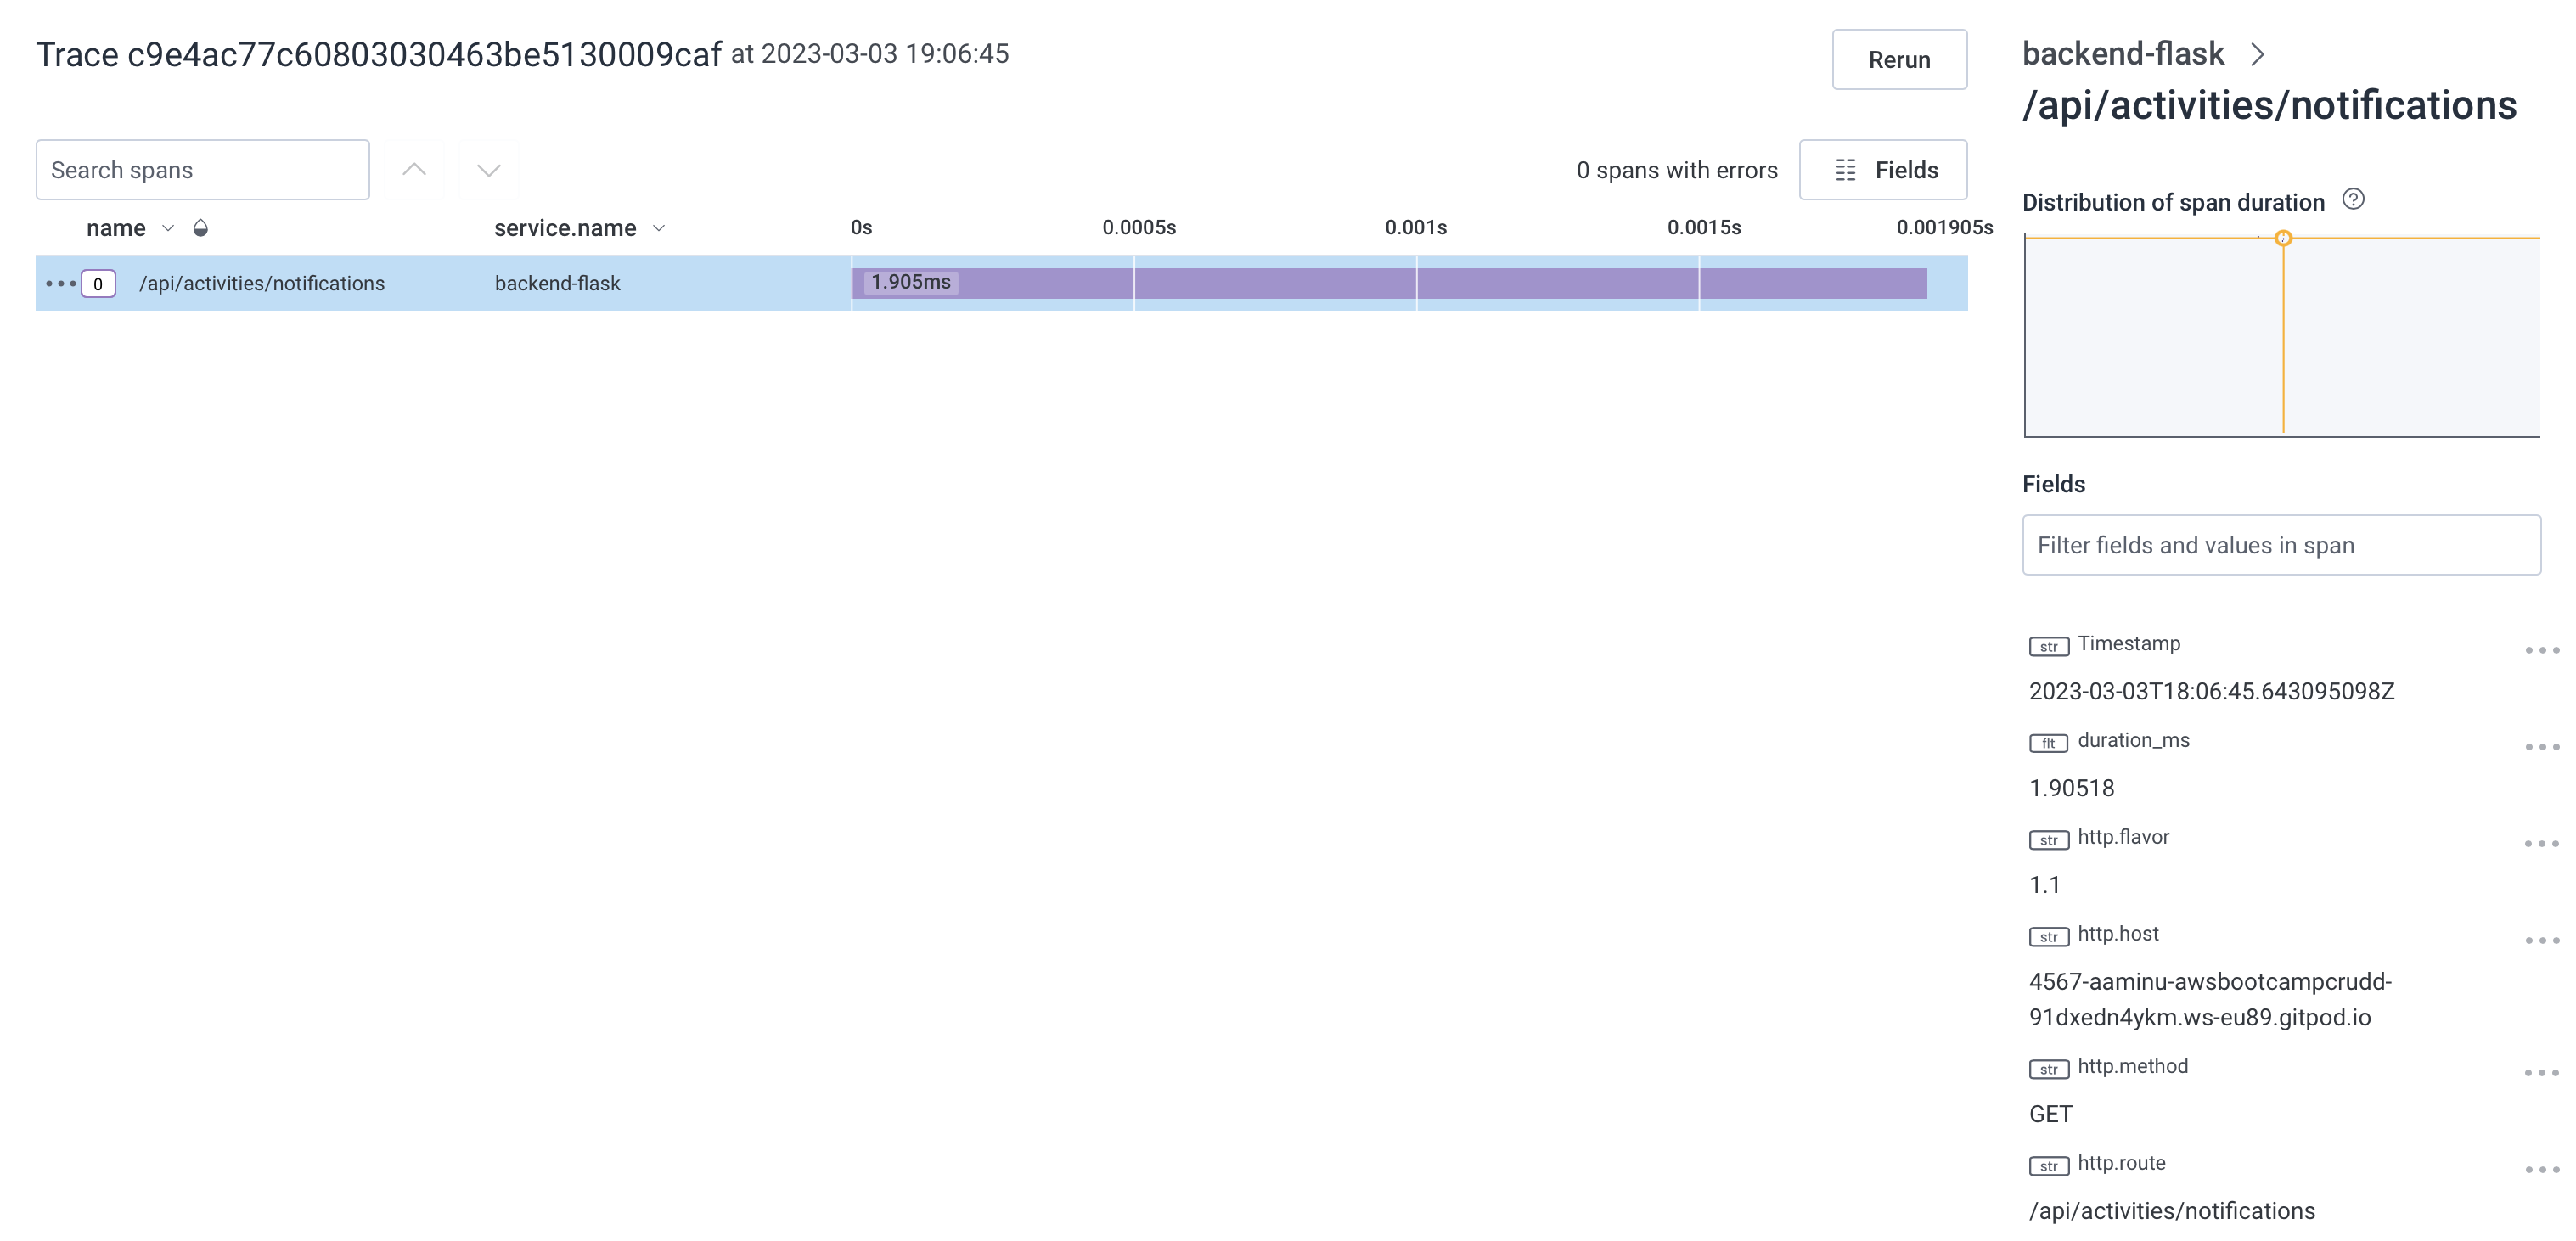 Trace c9e4ac77c60803030463be5130009caf at 2023-03-03 19:06:45
Rerun
Search spans
0 spans with errors
Fields
name
service.name
0s
0.0005s
0.001s
0.0015s
0.001905s
0
/api/activities/notifications
backend-flask
1.905ms
backend-flask
/api/activities/notifications
Distribution of span duration
Fields
Filter fields and values in span
str Timestamp
2023-03-03T18:06:45.643095098Z
flt duration_ms
1.90518
str http.flavor
1.1
str http.host
4567-aaminu-awsbootcampcrudd-
91dxedn4ykm.ws-eu89.gitpod.io
str http.method
GET
str http.route
/api/activities/notifications